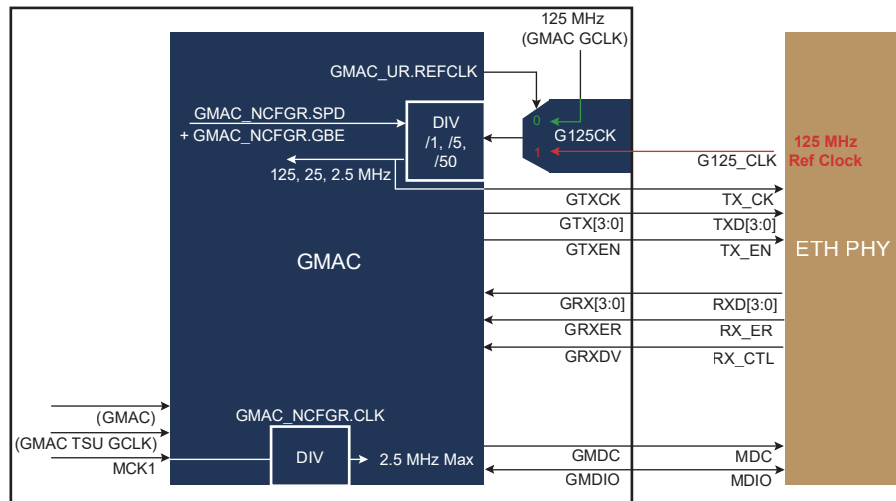 125 MHz
(GMAC GCLK)
GMAC_UR.REFCLK
GMAC_NCFGR.SPD
+ GMAC_NCFGR.GBE
DIV
/1, /5,
/50
0
G125CK
1
125 MHz
Ref Clock
G125_CLK
125, 25, 2.5 MHz
GTXCK
TX_CK
GTX[3:0]
TXD[3:0]
GTXEN
TX_EN
GMAC
ETH PHY
GRX[3:0]
RXD[3:0]
GRXER
RX_ER
GRXDV
RX_CTL
(GMAC)
(GMAC TSU GCLK)
MCK1
GMAC_NCFGR.CLK
DIV
2.5 MHz Max
GMDC
MDC
GMDIO
MDIO